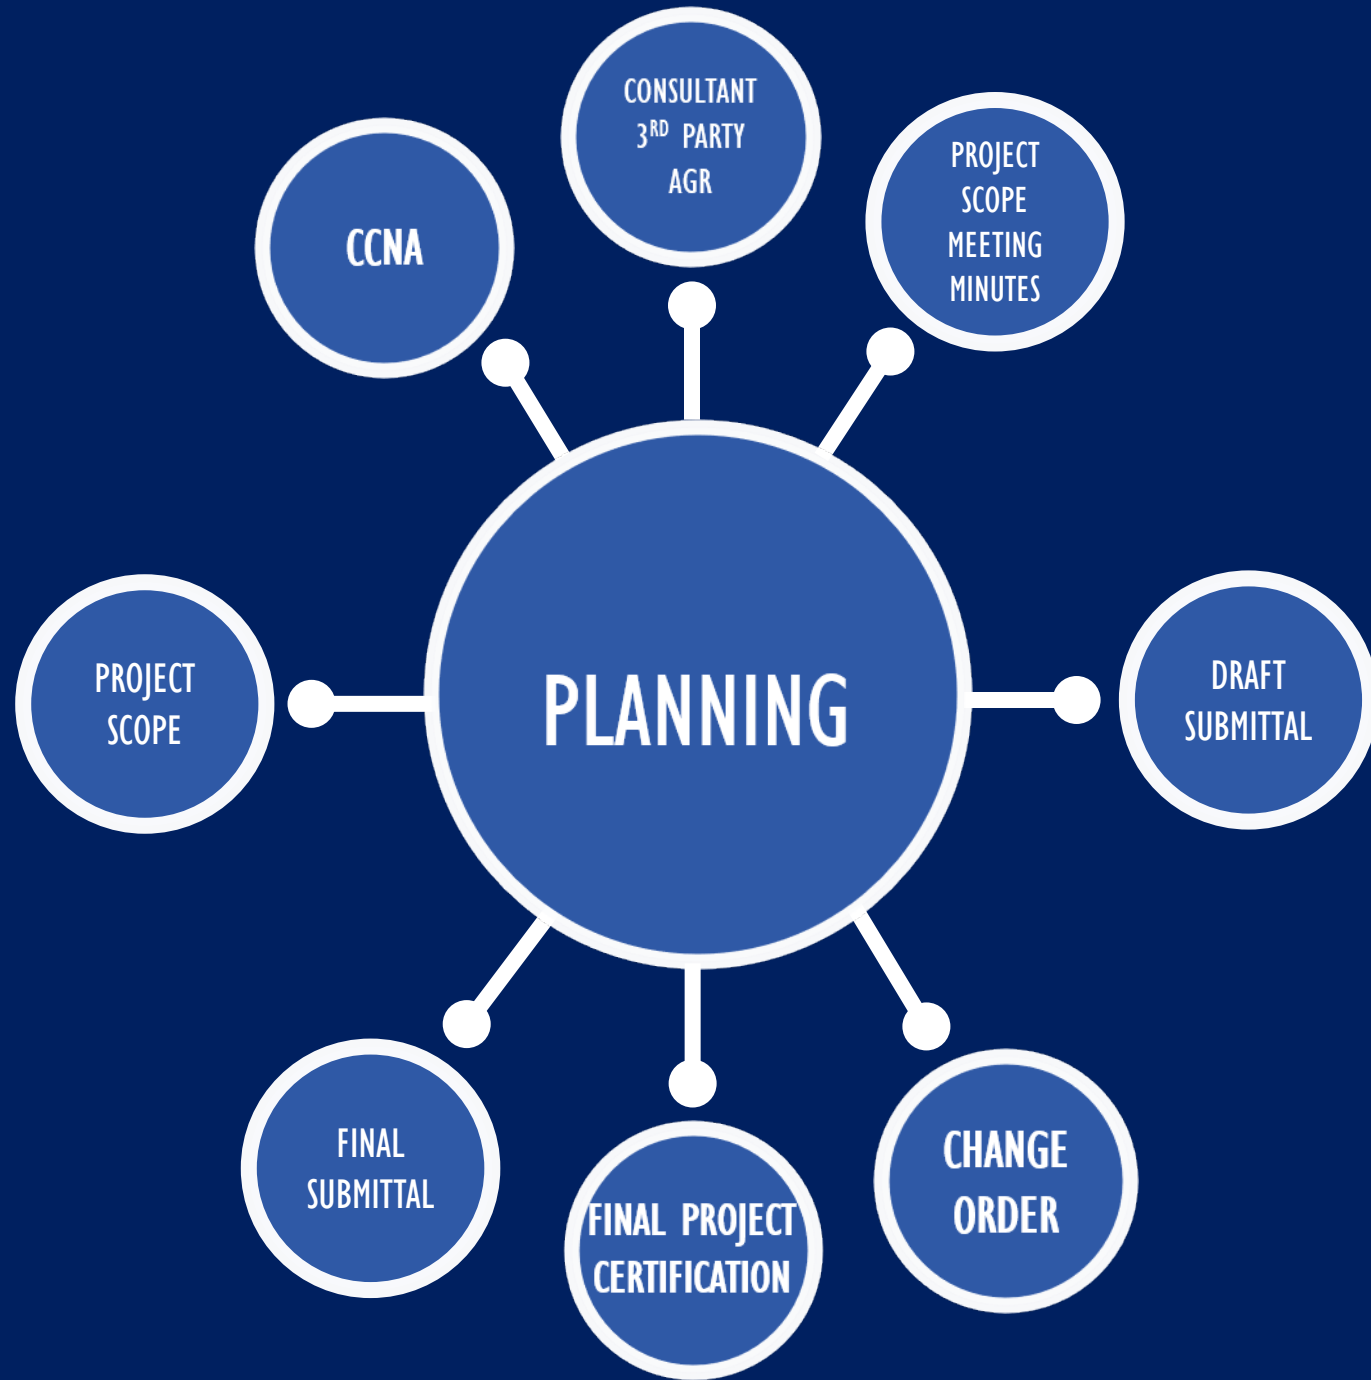 CONSULTANT
3RD PARTY
AGR
PROJECT
SCOPE
MEETING
MINUTES
CCNA
PLANNING
PROJECT
SCOPE
DRAFT
SUBMITTAL
FINAL
SUBMITTAL
FINAL PROJECT
CERTIFICATION
CHANGE
ORDER